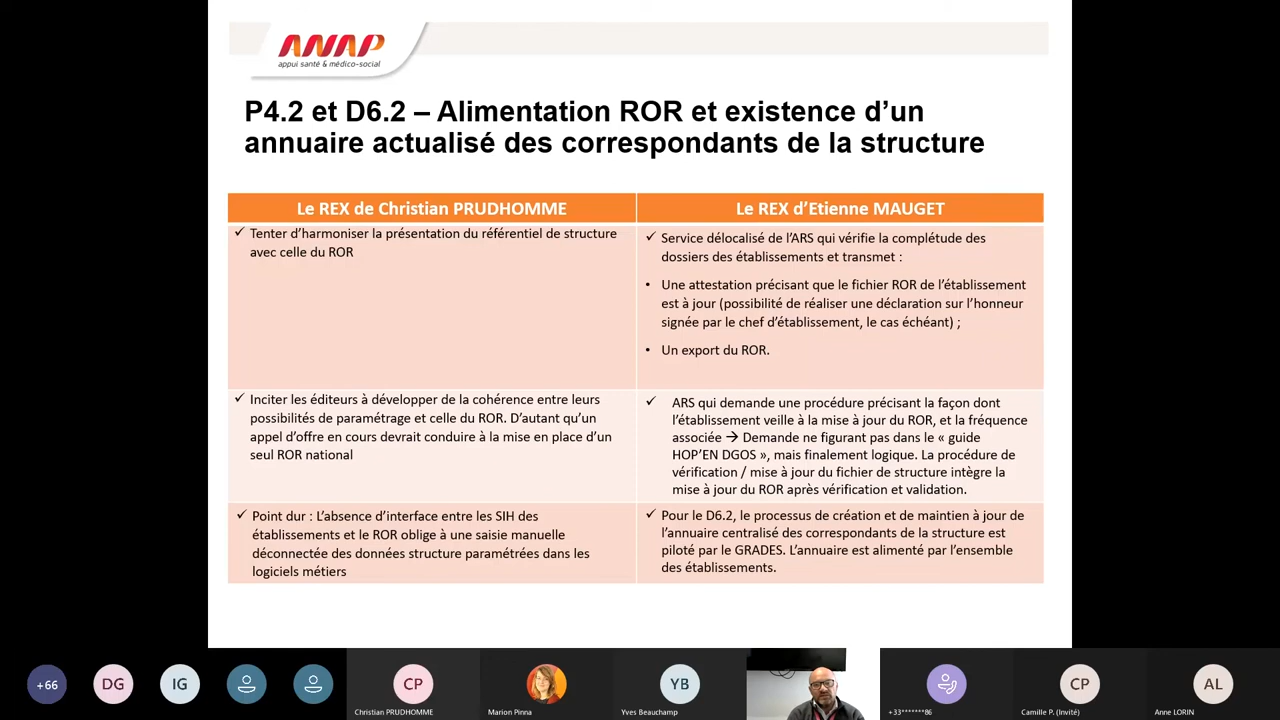 ANAP
appui santé & médico-social
P4.2 et D6.2 – Alimentation ROR et existence d’un
annuaire actualisé des correspondants de la structure
Le REX de Christian PRUDHOMME
Le REX d’Etienne MAUGET
✓ Tenter d’harmoniser la présentation du référentiel de structure
avec celle du ROR
✓ Service délocalisé de l’ARS qui vérifie la complétude des
dossiers des établissements et transmet :
• Une attestation précisant que le fichier ROR de l’établissement
est à jour (possibilité de réaliser une déclaration sur l’honneur
signée par le chef d’établissement, le cas échéant) ;
• Un export du ROR.
✓ Inciter les éditeurs à développer de la cohérence entre leurs
possibilités de paramétrage et celle du ROR. D’autant qu’un
appel d’offre en cours devrait conduire à la mise en place d’un
seul ROR national
✓ ARS qui demande une procédure précisant la façon dont
l’établissement veille à la mise à jour du ROR, et la fréquence
associée → Demande ne figurant pas dans le « guide
HOP’EN DGOS », mais finalement logique. La procédure de
vérification / mise à jour du fichier de structure intègre la
mise à jour du ROR après vérification et validation.
✓ Point dur : L’absence d’interface entre les SIH des
établissements et le ROR oblige à une saisie manuelle
déconnectée des données structure paramétrées dans les
logiciels métiers
✓ Pour le D6.2, le processus de création et de maintien à jour de
l’annuaire centralisé des correspondants de la structure est
piloté par le GRADES. L’annuaire est alimenté par l’ensemble
des établissements.
+66
DG
IG
CP
Christian PRUDHOMME
Marion Pinna
YB
Yves Beauchamp
+33*******86
CP
Camille P. (Invité)
AL
Anne LORIN